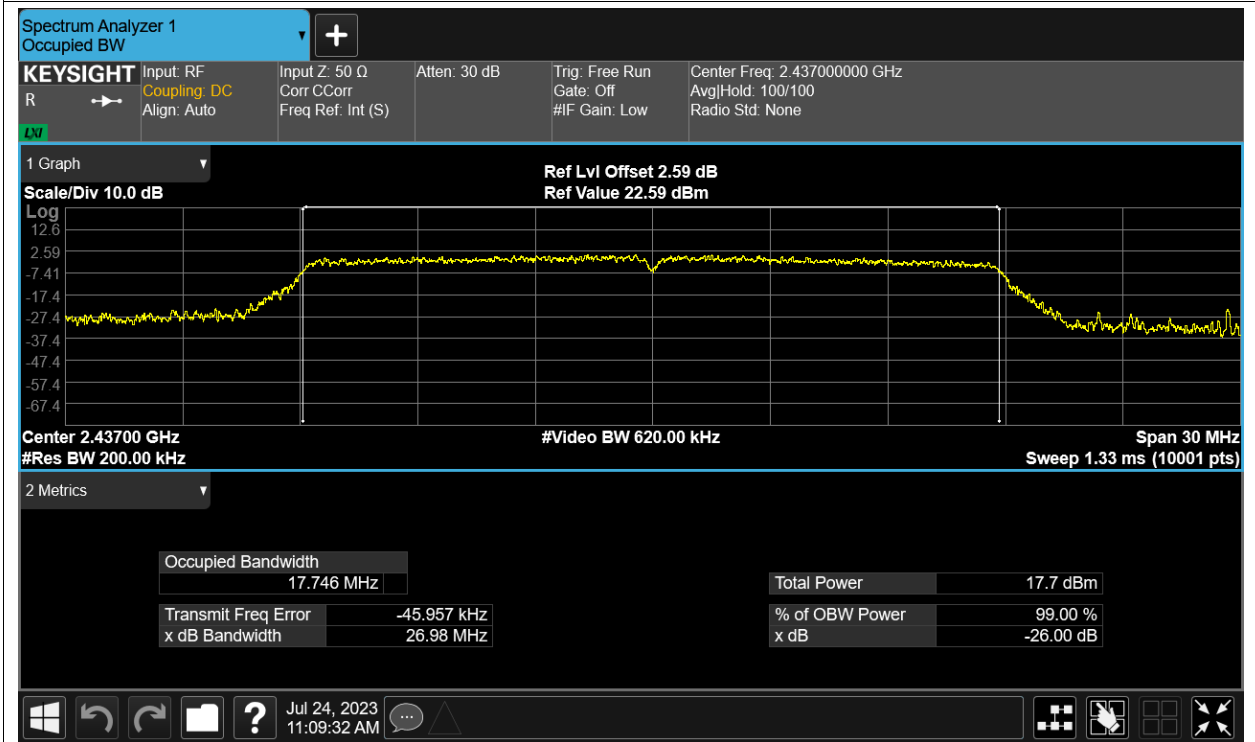 Spectrum Analyzer 1
Occupied BW
KEYSIGHT
R
LXI
Input: RF
Coupling: DC
Align: Auto
Input Z: 50 Ω
Corr CCorr
Freq Ref: Int (S)
Atten: 30 dB
Trig: Free Run
Gate: Off
#IF Gain: Low
Center Freq: 2.437000000 GHz
Avg|Hold: 100/100
Radio Std: None
1 Graph
Scale/Div 10.0 dB
Ref Lvl Offset 2.59 dB
Ref Value 22.59 dBm
Log
12.6
2.59
-7.41
-17.4
-27.4
-37.4
-47.4
-57.4
-67.4
Center 2.43700 GHz
#Video BW 620.00 kHz
Span 30 MHz
#Res BW 200.00 kHz
Sweep 1.33 ms (10001 pts)
2 Metrics
Occupied Bandwidth
17.746 MHz
Total Power 17.7 dBm
Transmit Freq Error -45.957 kHz
% of OBW Power 99.00 %
x dB Bandwidth 26.98 MHz
x dB -26.00 dB
?
Jul 24, 2023
11:09:32 AM